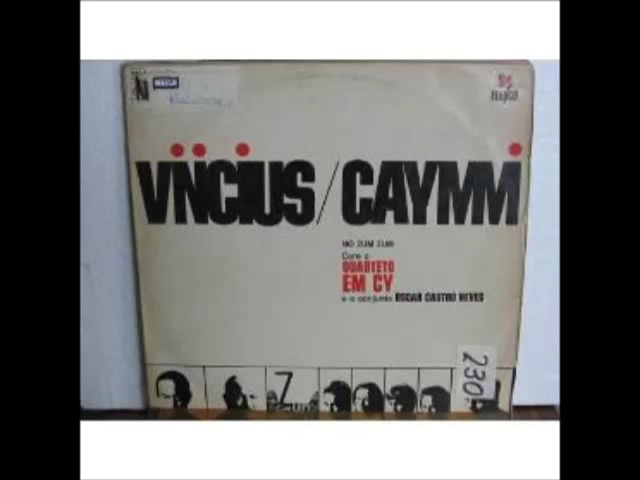 VINICIUS/CAYMMI
NO ZUM ZUM
Com o
QUARTETO
EM CY
e o conjunto OSCAR CASTRO NEVES
Z
230,